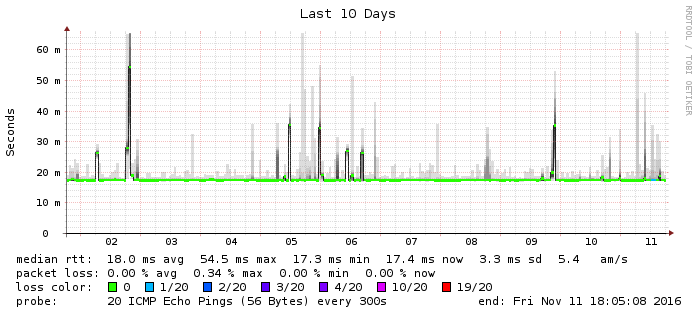 Last 10 Days
RRDTOOL / TOBI OETIKER
Seconds
60 m
50 m
40 m
30 m
20 m
10 m
0
02 03 04 05 06 07 08 09 10 11
median rtt: 18.0 ms avg 54.5 ms max 17.3 ms min 17.4 ms now 3.3 ms sd 5.4 am/s
packet loss: 0.00 % avg 0.34 % max 0.00 % min 0.00 % now
loss color: 0 1/20 2/20 3/20 4/20 10/20 19/20
probe: 20 ICMP Echo Pings (56 Bytes) every 300s end: Fri Nov 11 18:05:08 2016